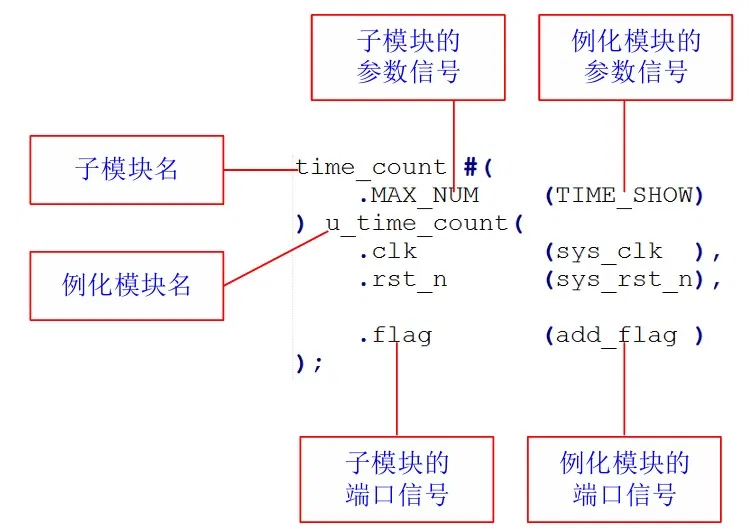 子模块的
参数信号
例化模块的
参数信号
子模块名
time_count #(
.MAX_NUM (TIME_SHOW)
) u_time_count(
.clk (sys_clk ),
例化模块名
.rst_n (sys_rst_n),
.flag (add_flag )
);
子模块的
端口信号
例化模块的
端口信号